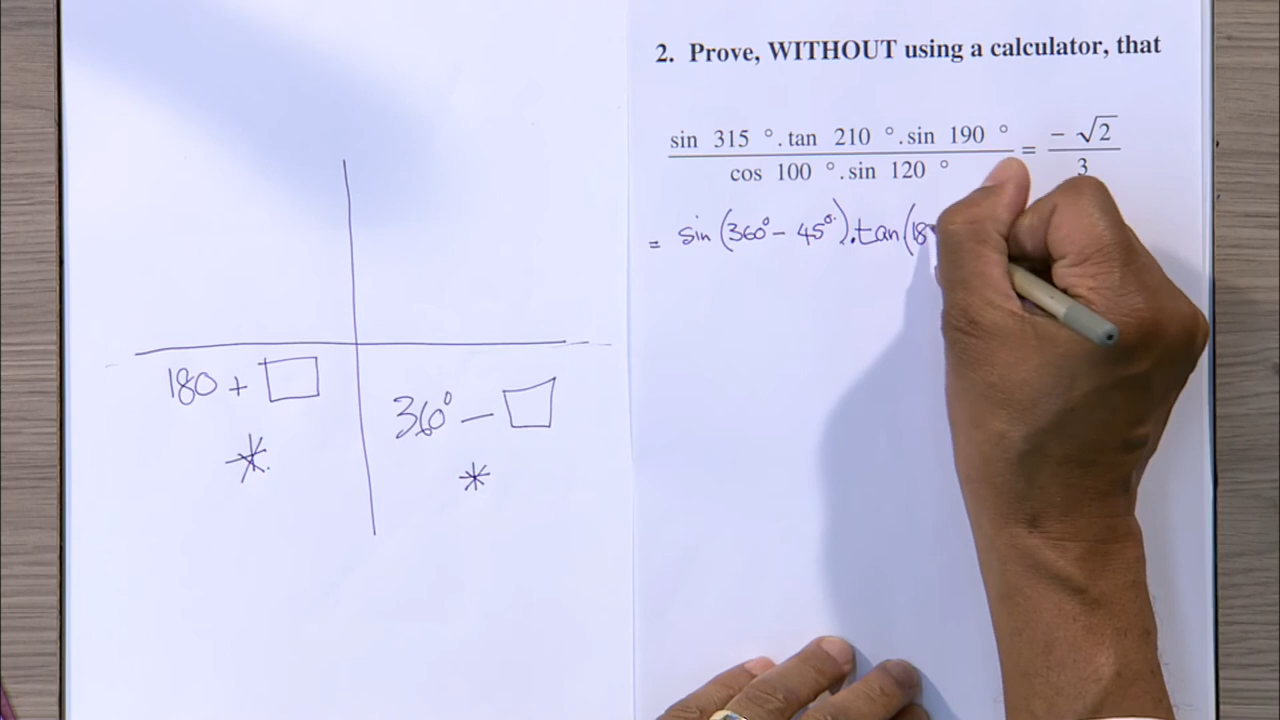 2. Prove, WITHOUT using a calculator, that
sin 315 °.tan 210 °.sin 190 ° / cos 100 °.sin 120 ° = -√2 / 3
= sin(360° - 45°).tan(18
180 + □
360° - □
*
*